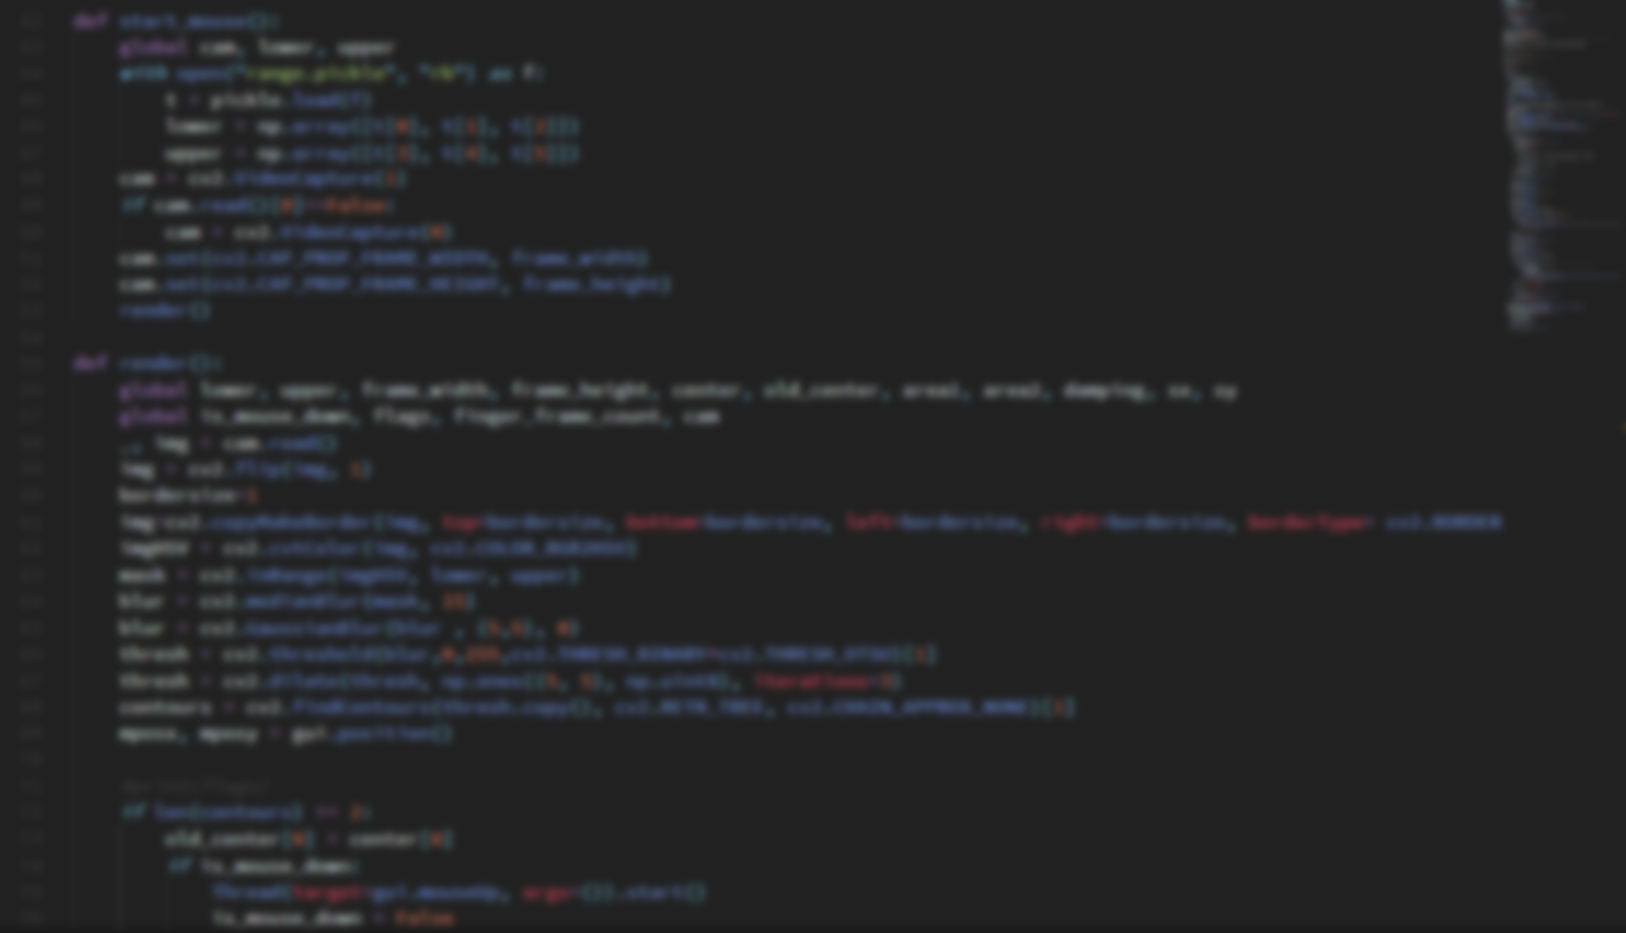 def start_mouse():
global cam, lower, upper
with open("range.pickle", "rb") as f:
t = pickle.load(f)
lower = np.array([t[0], t[1], t[2]])
upper = np.array([t[3], t[4], t[5]])
cam = cv2.VideoCapture(1)
if cam.read()[0]==False:
cam = cv2.VideoCapture(0)
cam.set(cv2.CAP_PROP_FRAME_WIDTH, frame_width)
cam.set(cv2.CAP_PROP_FRAME_HEIGHT, frame_height)
render()
def render():
global lower, upper, frame_width, frame_height, center, old_center, area1, area2, damping, sx, sy
global is_mouse_down, flags, finger_frame_count, cam
_, img = cam.read()
img = cv2.flip(img, 1)
bordersize=1
img=cv2.copyMakeBorder(img, top=bordersize, bottom=bordersize, left=bordersize, right=bordersize, borderType= cv2.BORDER
imgHSV = cv2.cvtColor(img, cv2.COLOR_BGR2HSV)
mask = cv2.inRange(imgHSV, lower, upper)
blur = cv2.medianBlur(mask, 15)
blur = cv2.GaussianBlur(blur , (5,5), 0)
thresh = cv2.threshold(blur,0,255,cv2.THRESH_BINARY+cv2.THRESH_OTSU)[1]
thresh = cv2.dilate(thresh, np.ones((5, 5), np.uint8), iterations=3)
contours = cv2.findContours(thresh.copy(), cv2.RETR_TREE, cv2.CHAIN_APPROX_NONE)[1]
mposx, mposy = gui.position()
#print(flags)
if len(contours) == 2:
old_center[0] = center[0]
if is_mouse_down:
Thread(target=gui.mouseUp, args=()).start()
is_mouse_down = False